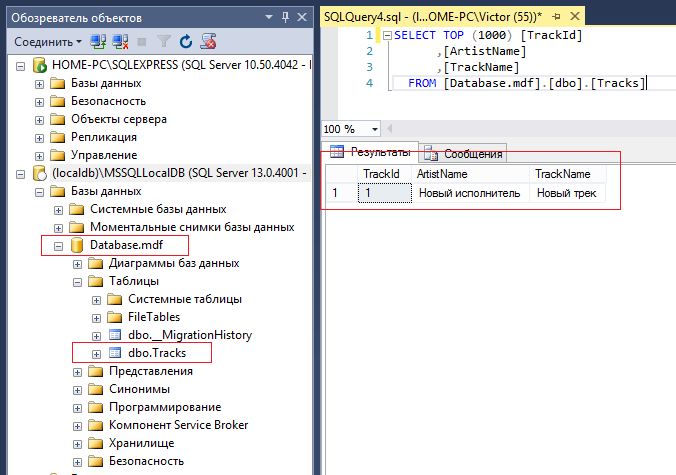 Обозреватель объектов
Соединить
HOME-PC\SQLEXPRESS (SQL Server 10.50.4042 -
Базы данных
Безопасность
Объекты сервера
Репликация
Управление
(localdb)\MSSQLLocalDB (SQL Server 13.0.4001 -
Базы данных
Системные базы данных
Моментальные снимки базы данных
Database.mdf
Диаграммы баз данных
Таблицы
Системные таблицы
FileTables
dbo.__MigrationHistory
dbo.Tracks
Представления
Синонимы
Программирование
Компонент Service Broker
Хранилище
Безопасность
SQLQuery4.sql - (l...OME-PC\Victor (55))*
1 SELECT TOP (1000) [TrackId]
2 ,[ArtistName]
3 ,[TrackName]
4 FROM [Database.mdf].[dbo].[Tracks]
100 %
Результаты Сообщения
TrackId ArtistName TrackName
1 1 Новый исполнитель Новый трек